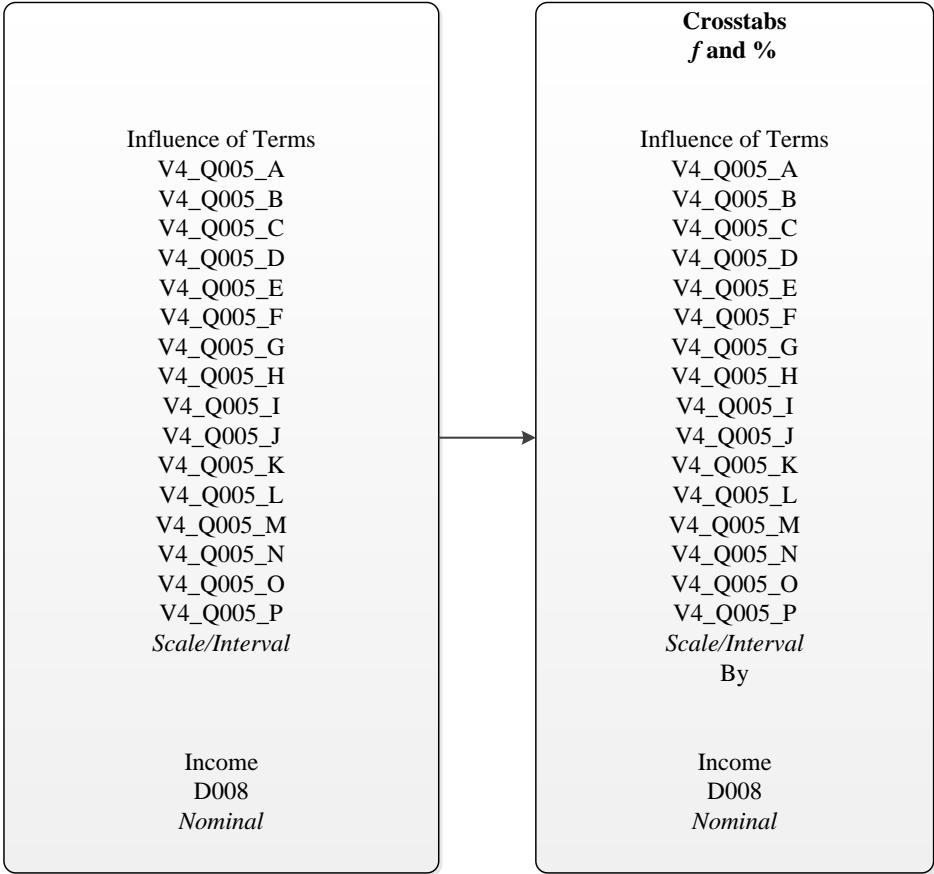 Influence of Terms
V4_Q005_A
V4_Q005_B
V4_Q005_C
V4_Q005_D
V4_Q005_E
V4_Q005_F
V4_Q005_G
V4_Q005_H
V4_Q005_I
V4_Q005_J
V4_Q005_K
V4_Q005_L
V4_Q005_M
V4_Q005_N
V4_Q005_O
V4_Q005_P
Scale/Interval
Income
D008
Nominal
Crosstabs
f and %
Influence of Terms
V4_Q005_A
V4_Q005_B
V4_Q005_C
V4_Q005_D
V4_Q005_E
V4_Q005_F
V4_Q005_G
V4_Q005_H
V4_Q005_I
V4_Q005_J
V4_Q005_K
V4_Q005_L
V4_Q005_M
V4_Q005_N
V4_Q005_O
V4_Q005_P
Scale/Interval
By
Income
D008
Nominal